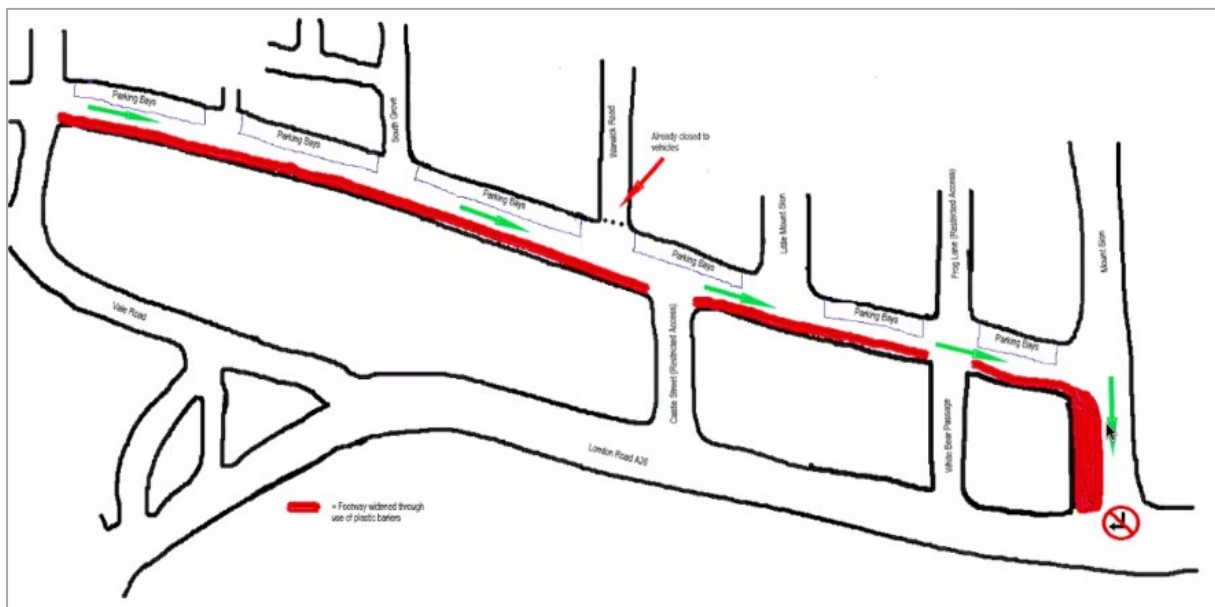 Parking Bays
Parking Bays
South Grove
Parking Bays
Warwick Road
Already closed to
vehicles
Parking Bays
Little Mount Sion
Parking Bays
Frog Lane (Restricted Access)
Parking Bays
Mount Sion
Vale Road
Castle Street (Restricted Access)
White Bear Passage
London Road A26
= Footway widened through
use of plastic barriers